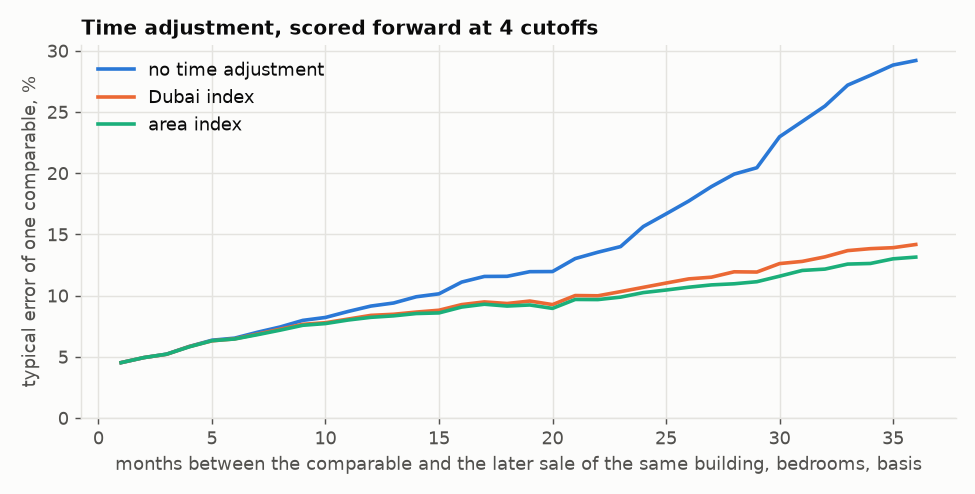 Time adjustment, scored forward at 4 cutoffs
typical error of one comparable, %
30
25
20
15
10
5
0
no time adjustment
Dubai index
area index
0 5 10 15 20 25 30 35
months between the comparable and the later sale of the same building, bedrooms, basis